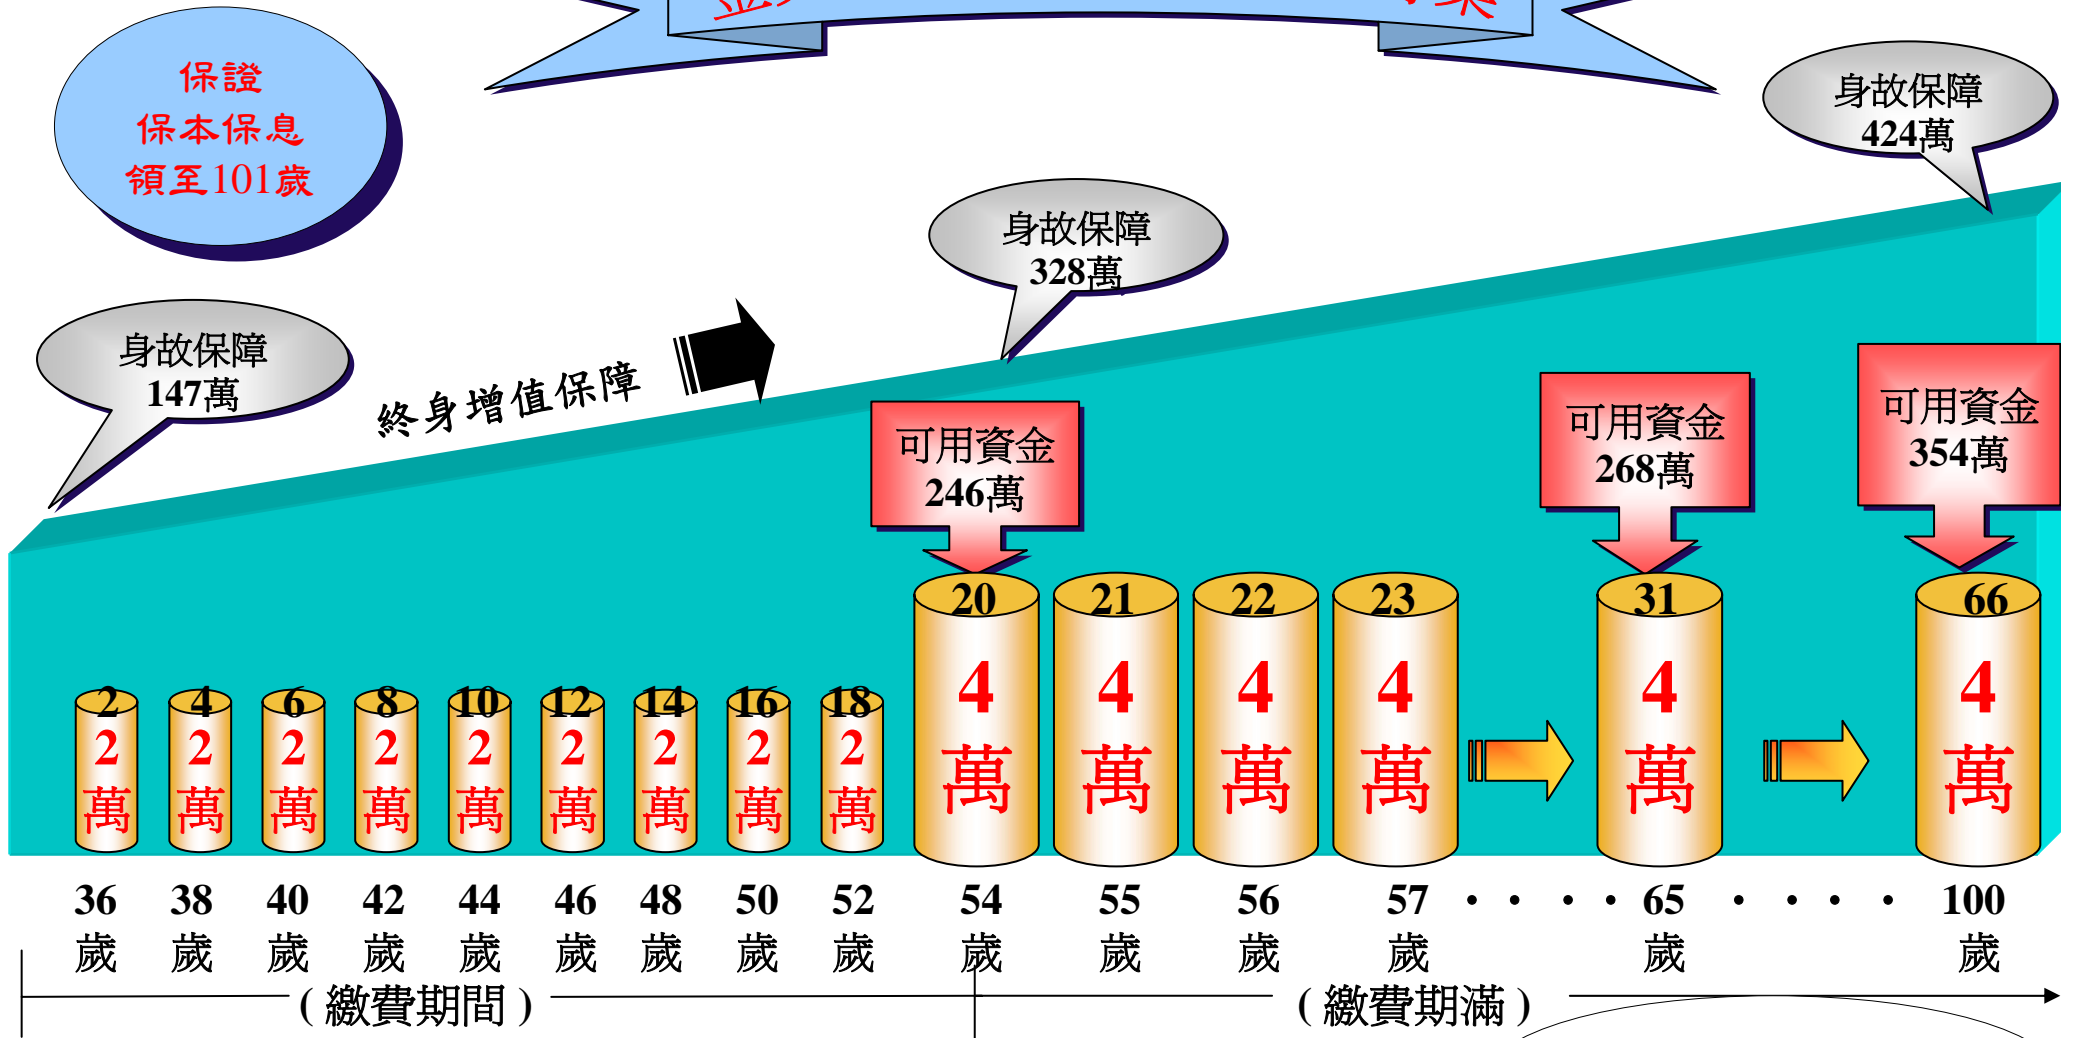 保證
保本保息
領至101歲
身故保障
424萬
身故保障
328萬
身故保障
147萬
終身增值保障
可用資金
246萬
可用資金
268萬
可用資金
354萬
20 21 22 23 31 66
4萬 4萬 4萬 4萬 4萬 4萬
2 4 6 8 10 12 14 16 18
2萬 2萬 2萬 2萬 2萬 2萬 2萬 2萬 2萬
36歲 38歲 40歲 42歲 44歲 46歲 48歲 50歲 52歲 54歲 55歲 56歲 57歲 ···· 65歲 ···· 100歲
(繳費期間) (繳費期滿)